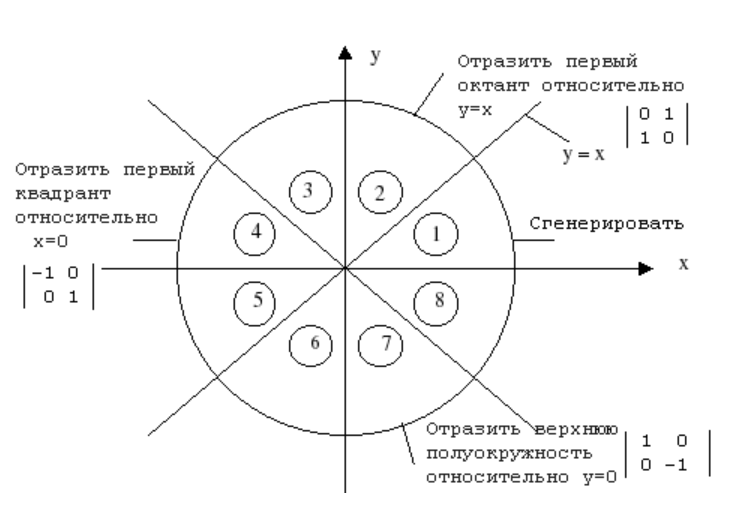 y
Отразить первый
октант относительно
y=x
0 1
1 0
y = x
Отразить первый
квадрант
относительно
x=0
-1 0
0 1
3
2
4
1
Сгенерировать
x
5
8
6
7
Отразить верхнюю
полуокружность
относительно y=0
1 0
0 -1